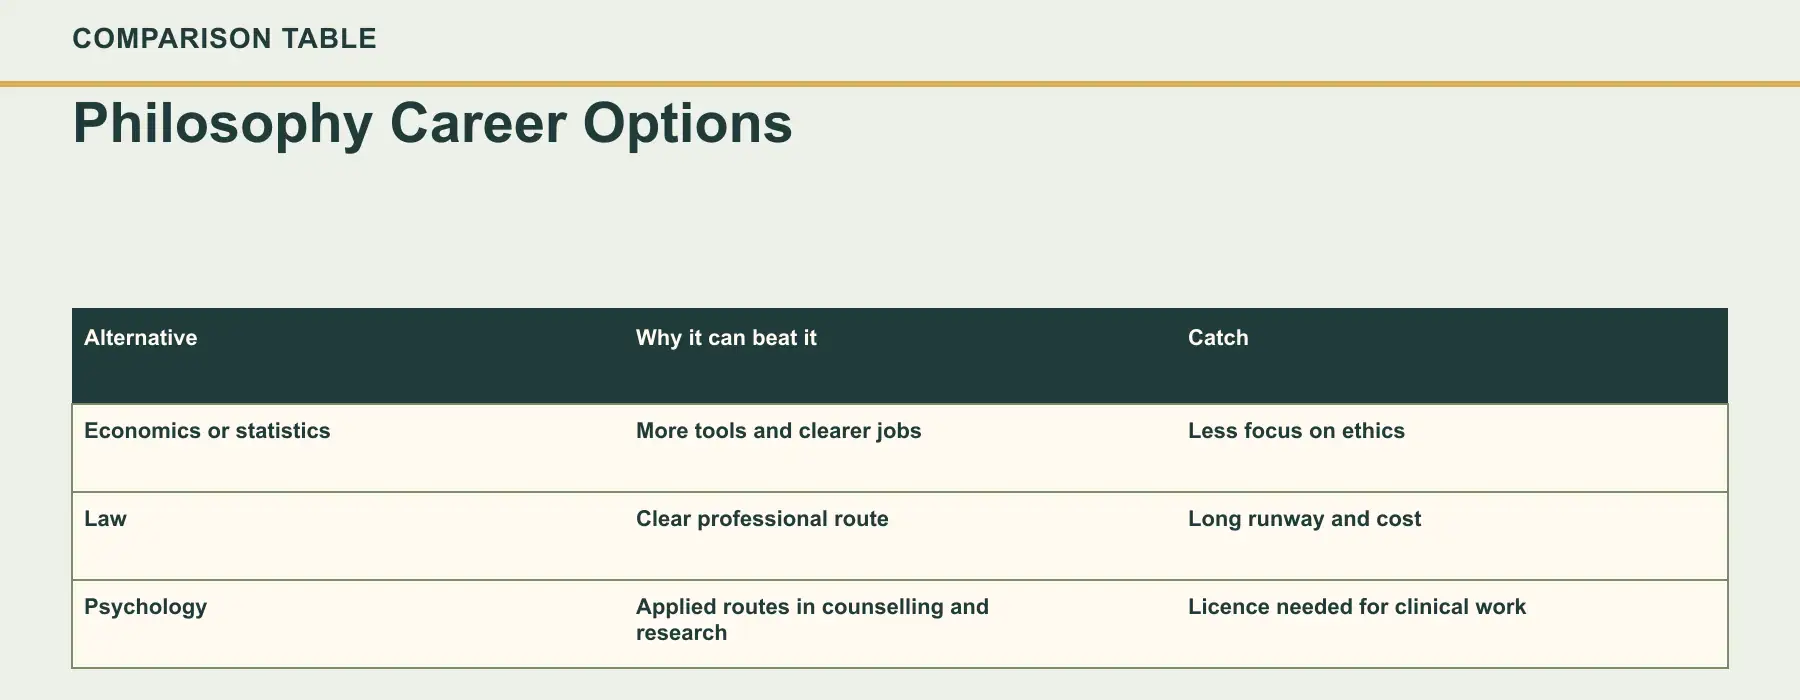 COMPARISON TABLE
Philosophy Career Options
Alternative
Why it can beat it
Catch
Economics or statistics
More tools and clearer jobs
Less focus on ethics
Law
Clear professional route
Long runway and cost
Psychology
Applied routes in counselling and
research
Licence needed for clinical work